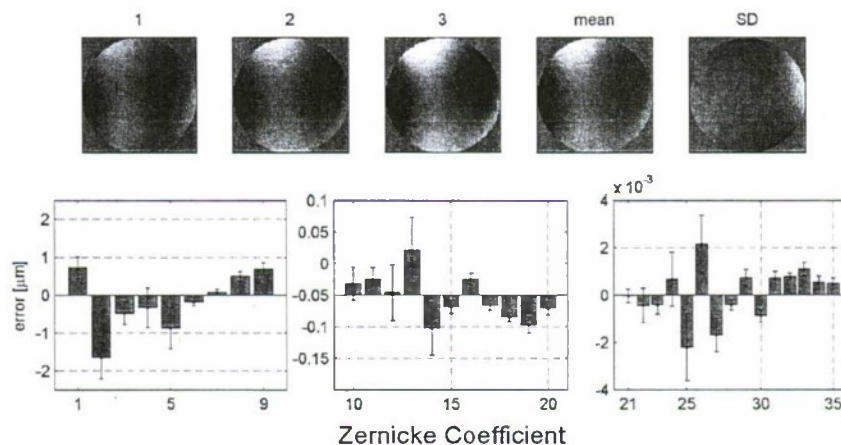 1 2 3 mean SD
2
1
0
-1
-2
error [μm]
1 5 9
0.1
0.05
0
-0.05
-0.1
-0.15
10 15 20
x 10-3
4
2
0
-2
-4
21 25 30 35
Zernicke Coefficient